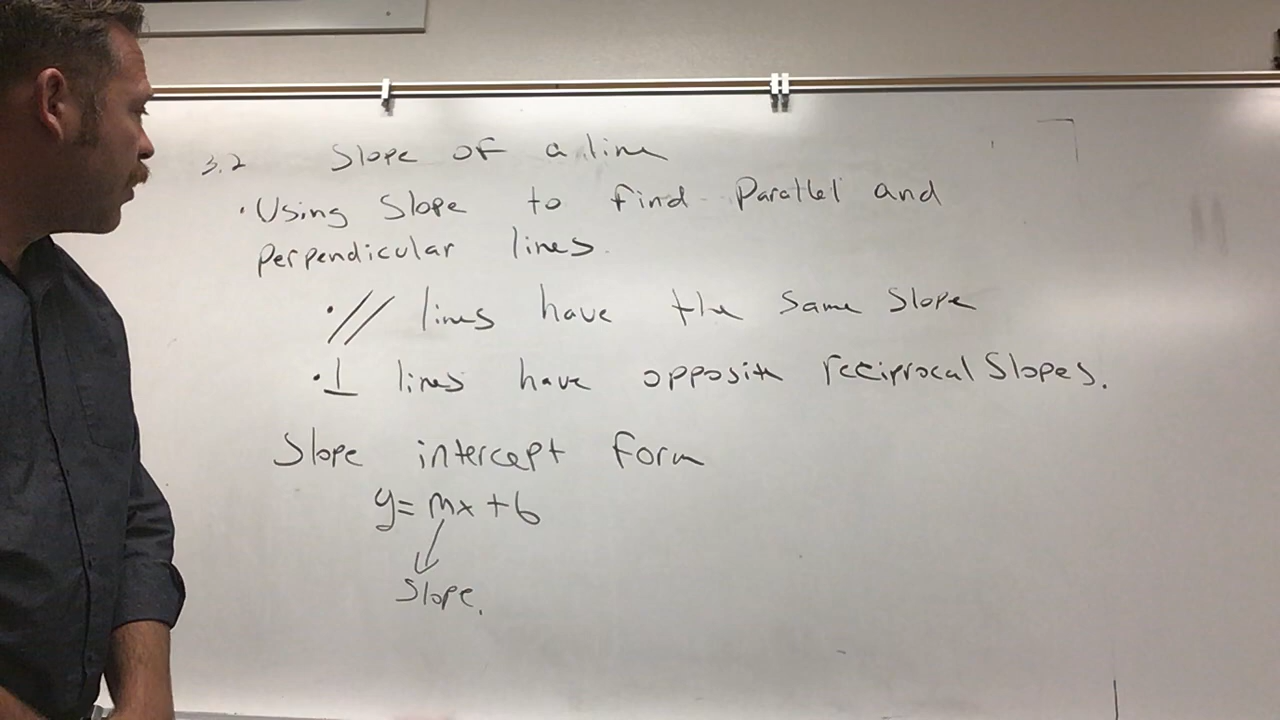 3.2 Slope of a line
• Using Slope to find Parallel and
perpendicular lines.
• // lines have the same slope
• ⊥ lines have opposite reciprocal Slopes.
Slope intercept form
y=mx+b
Slope.